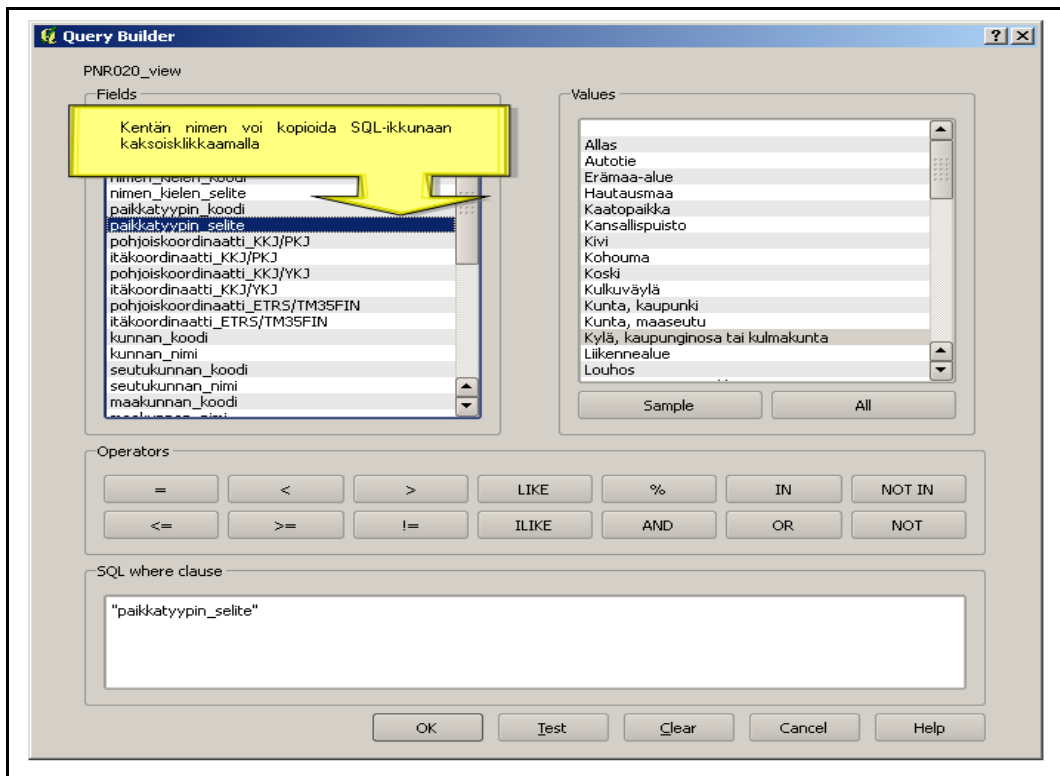 Query Builder
PNR020_view
Fields
Kentän nimen voi kopioida SQL-ikkunaan
kaksoisklikkaamalla
nimen_kielen_koodi
nimen_kielen_selite
paikkatyypin_koodi
paikkatyypin_selite
pohjoiskoordinaatti_KKJ/PKJ
itäkoordinaatti_KKJ/PKJ
pohjoiskoordinaatti_KKJ/YKJ
itäkoordinaatti_KKJ/YKJ
pohjoiskoordinaatti_ETRS/TM35FIN
itäkoordinaatti_ETRS/TM35FIN
kunnan_koodi
kunnan_nimi
seutukunnan_koodi
seutukunnan_nimi
maakunnan_koodi
maakunnan_nimi
Values
Allas
Autotie
Erämaa-alue
Hautausmaa
Kaatopaikka
Kansallispuisto
Kivi
Kohouma
Koski
Kulkuväylä
Kunta, kaupunki
Kunta, maaseutu
Kylä, kaupunginosa tai kulmakunta
Liikennealue
Louhos
Sample All
Operators
= < > LIKE % IN NOT IN
<= >= != ILIKE AND OR NOT
SQL where clause
"paikkatyypin_selite"
OK Test Clear Cancel Help